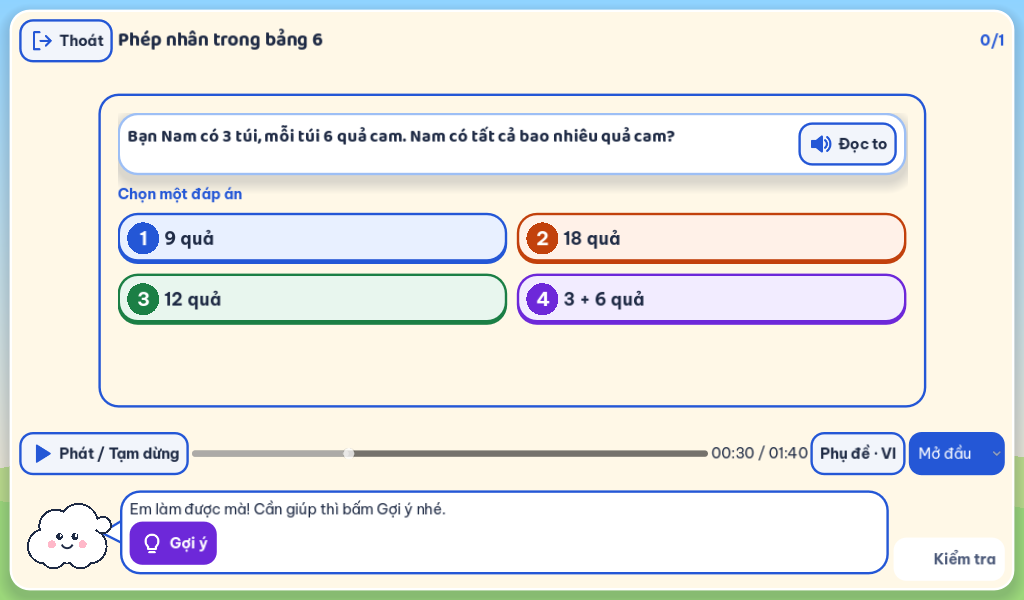 Thoát
Phép nhân trong bảng 6
0/1
Bạn Nam có 3 túi, mỗi túi 6 quả cam. Nam có tất cả bao nhiêu quả cam?
Đọc to
Chọn một đáp án
1 9 quả
2 18 quả
3 12 quả
4 3 + 6 quả
Phát / Tạm dừng
00:30 / 01:40
Phụ đề · VI
Mở đầu
Em làm được mà! Cần giúp thì bấm Gợi ý nhé.
Gợi ý
Kiểm tra